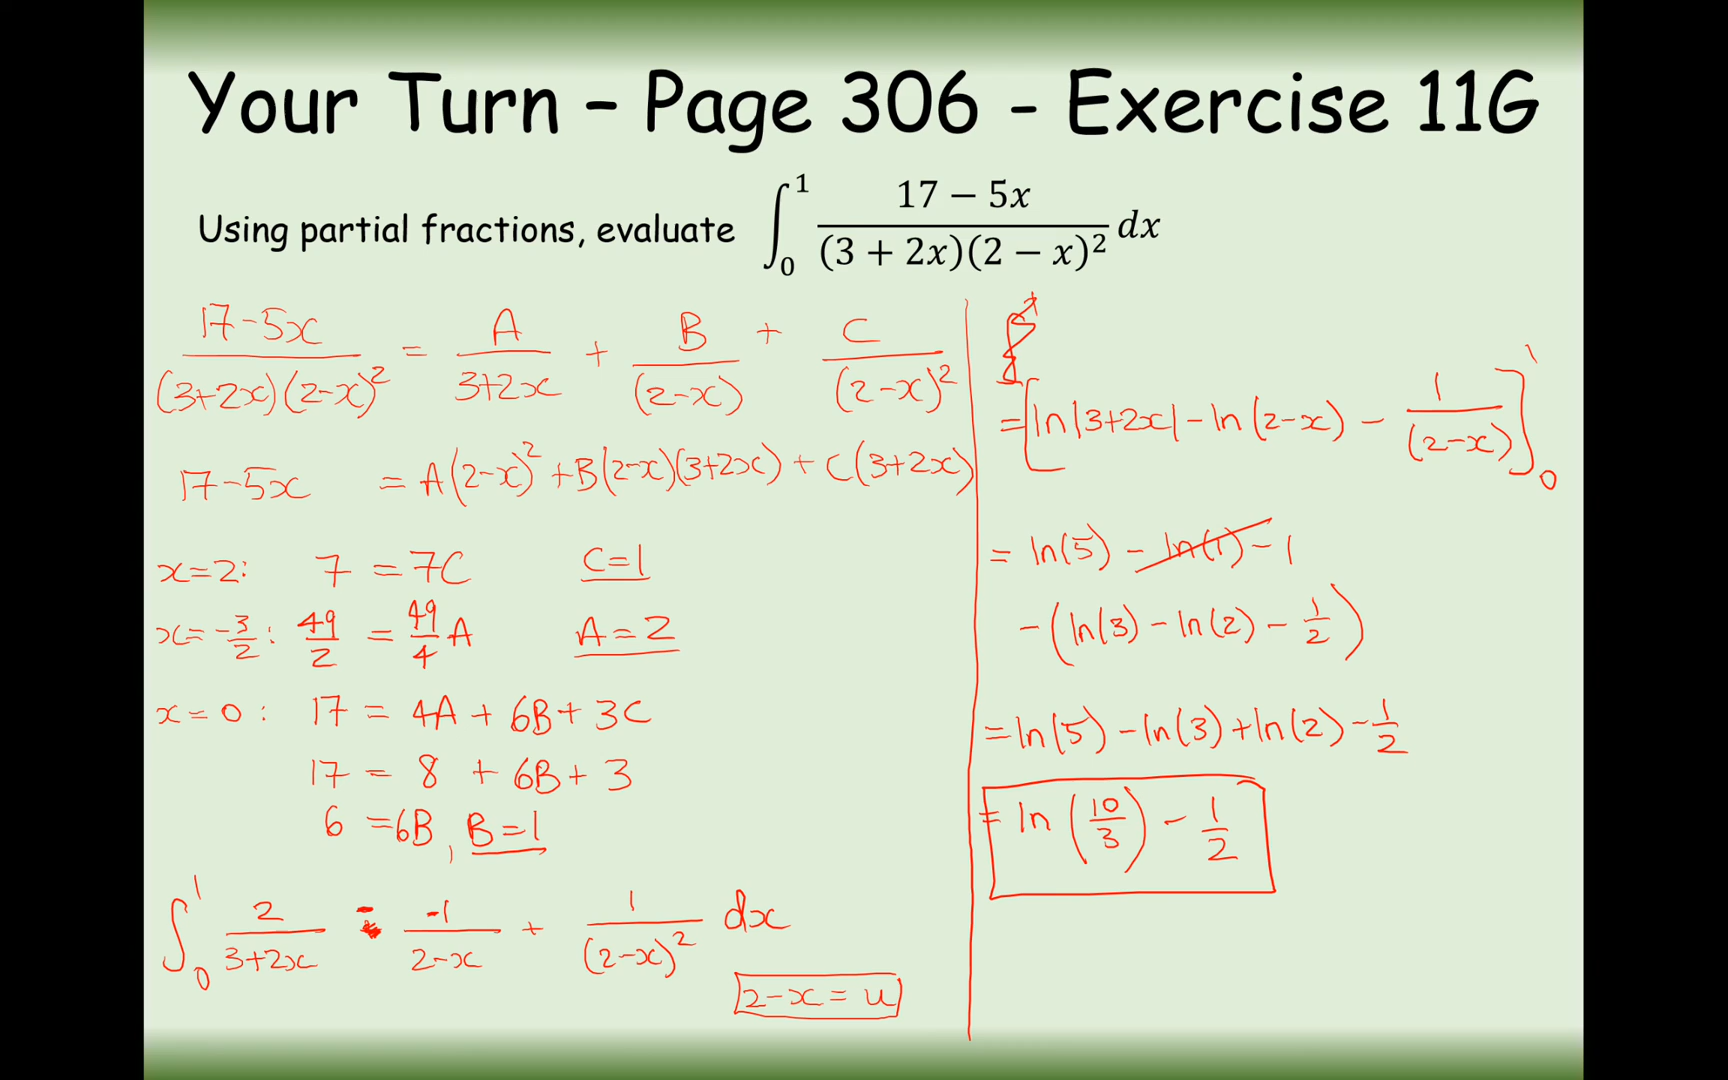 Your Turn – Page 306 - Exercise 11G
Using partial fractions, evaluate ∫₀¹ (17 − 5x)/((3 + 2x)(2 − x)²) dx
(17-5x)/((3+2x)(2-x)²) = A/(3+2x) + B/(2-x) + C/(2-x)²
17-5x = A(2-x)² + B(2-x)(3+2x) + C(3+2x)
x=2: 7 = 7C C=1
x=-3/2: 49/2 = 49/4 A A=2
x=0: 17 = 4A + 6B + 3C
17 = 8 + 6B + 3
6 = 6B, B=1
∫₀¹ 2/(3+2x) - -1/(2-x) + 1/(2-x)² dx
2-x = u
= [ln|3+2x| - ln(2-x) - 1/(2-x)]₀¹
= ln(5) - ln(1) - 1
- (ln(3) - ln(2) - 1/2)
= ln(5) - ln(3) + ln(2) - 1/2
= ln(10/3) - 1/2